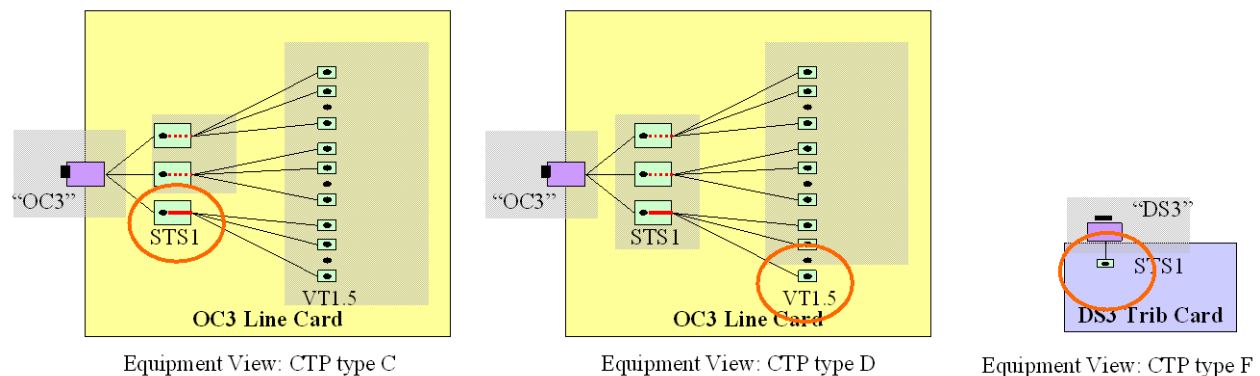 “OC3”
STS1
VT1.5
OC3 Line Card
Equipment View: CTP type C
“OC3”
STS1
VT1.5
OC3 Line Card
Equipment View: CTP type D
“DS3”
STS1
DS3 Trib Card
Equipment View: CTP type F